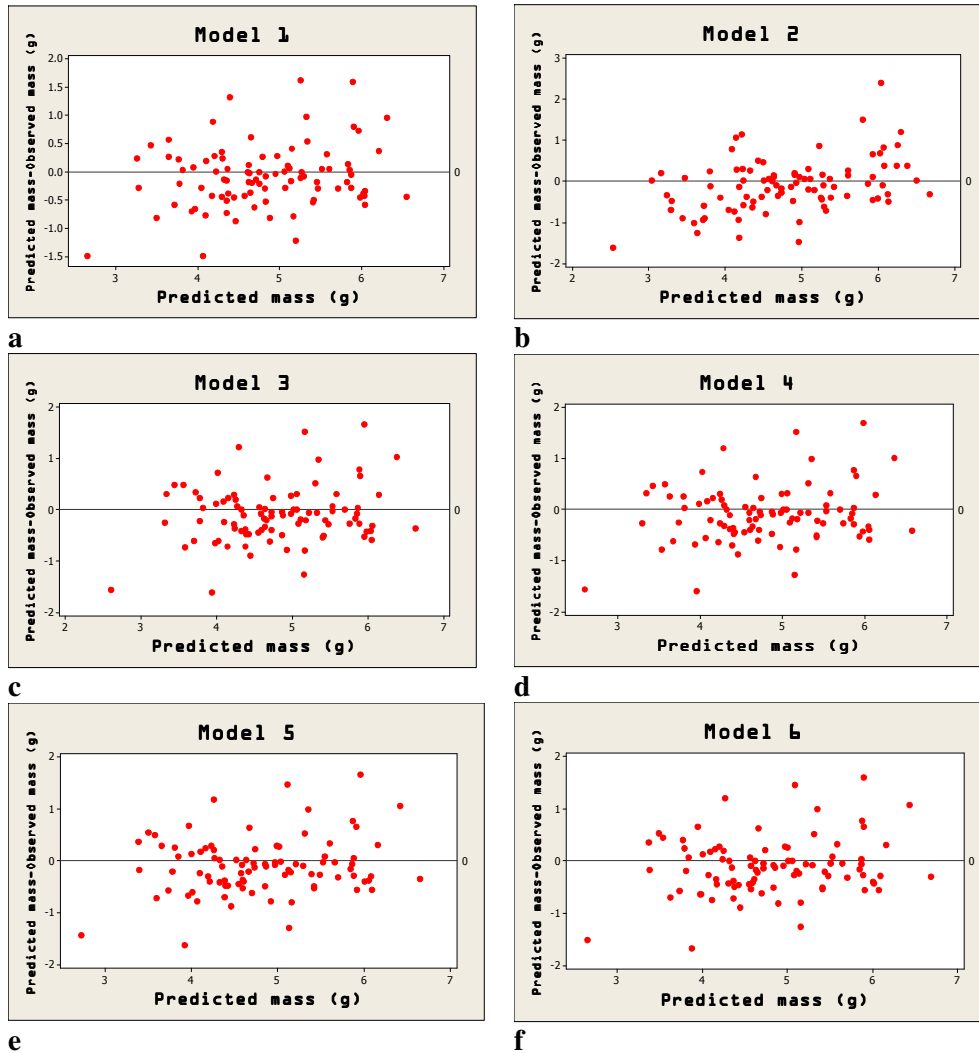 Model 1
Predicted mass-Observed mass (g)
2.0
1.5
1.0
0.5
0.0
-0.5
-1.0
-1.5
0
3 4 5 6 7
Predicted mass (g)
a
Model 2
Predicted mass-Observed mass (g)
3
2
1
0
-1
-2
0
2 3 4 5 6 7
Predicted mass (g)
b
Model 3
Predicted mass-Observed mass (g)
2
1
0
-1
-2
0
2 3 4 5 6 7
Predicted mass (g)
c
Model 4
Predicted mass-Observed mass (g)
2
1
0
-1
-2
0
3 4 5 6 7
Predicted mass (g)
d
Model 5
Predicted mass-Observed mass (g)
2
1
0
-1
-2
0
3 4 5 6 7
Predicted mass (g)
e
Model 6
Predicted mass-Observed mass (g)
2
1
0
-1
-2
0
3 4 5 6 7
Predicted mass (g)
f